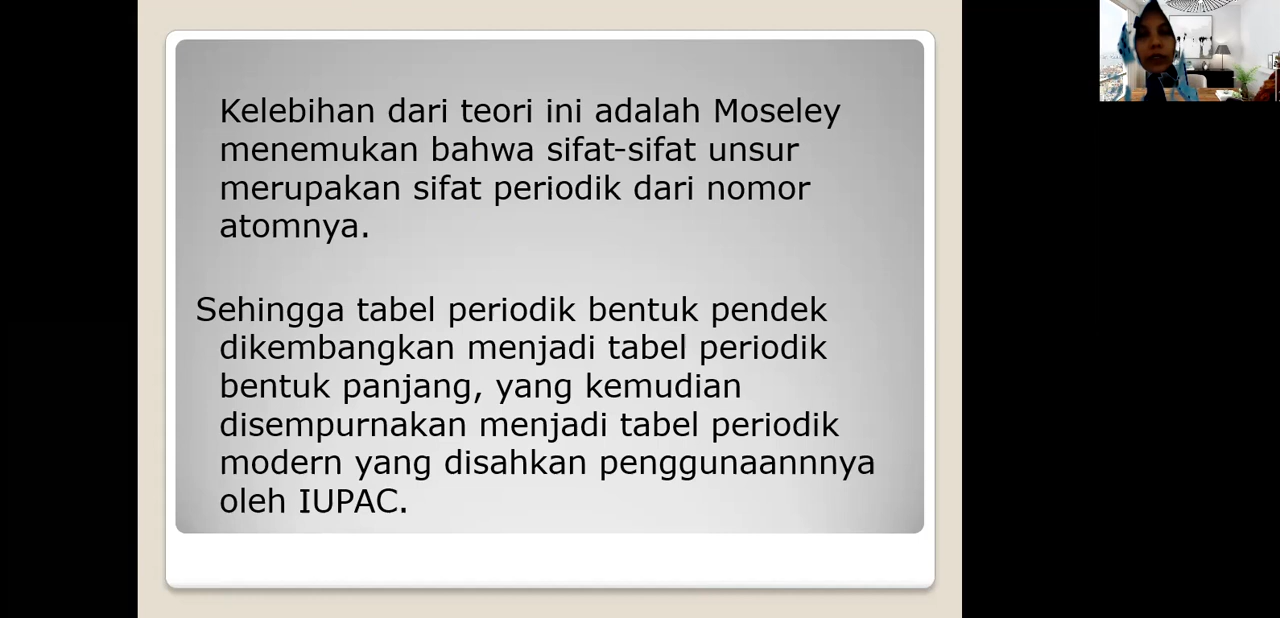 Kelebihan dari teori ini adalah Moseley
menemukan bahwa sifat-sifat unsur
merupakan sifat periodik dari nomor
atomnya.
Sehingga tabel periodik bentuk pendek
dikembangkan menjadi tabel periodik
bentuk panjang, yang kemudian
disempurnakan menjadi tabel periodik
modern yang disahkan penggunaannnya
oleh IUPAC.